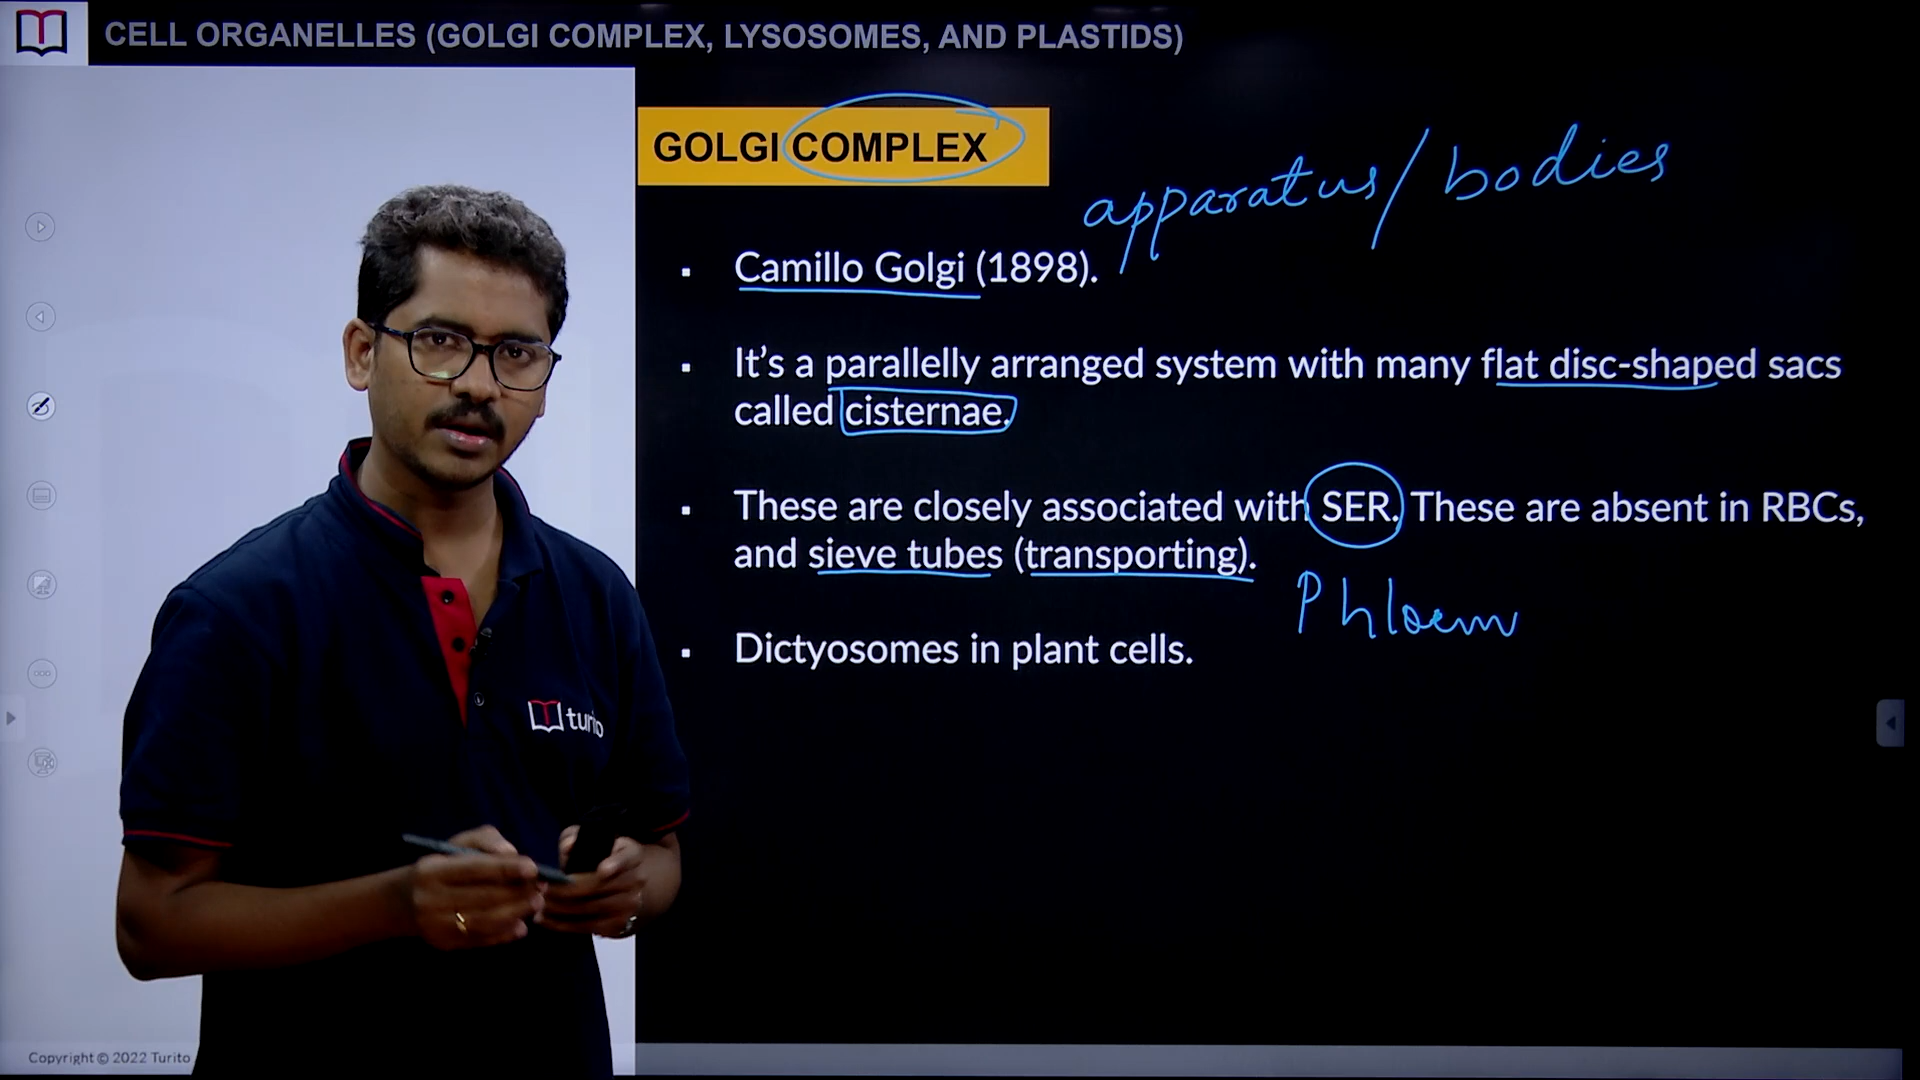 CELL ORGANELLES (GOLGI COMPLEX, LYSOSOMES, AND PLASTIDS)
GOLGI COMPLEX
apparatus/bodies
▪ Camillo Golgi (1898).
▪ It’s a parallelly arranged system with many flat disc-shaped sacs
called cisternae.
▪ These are closely associated with SER. These are absent in RBCs,
and sieve tubes (transporting).
Phloem
▪ Dictyosomes in plant cells.
turito
Copyright © 2022 Turito